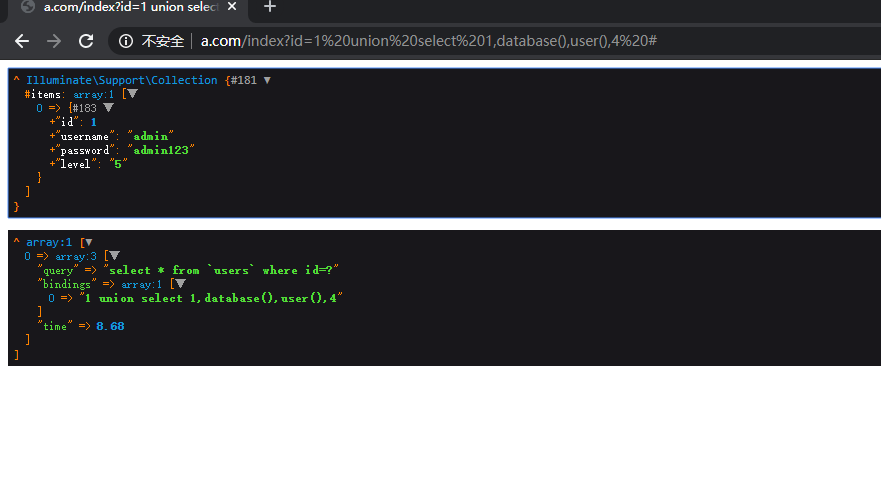 a.com/index?id=1 union selec
不安全 | a.com/index?id=1%20union%20select%201,database(),user(),4%20#
^ Illuminate\Support\Collection {#181 ▼
#items: array:1 [▼
0 => {#183 ▼
+"id": 1
+"username": "admin"
+"password": "admin123"
+"level": "5"
}
]
}
^ array:1 [▼
0 => array:3 [▼
"query" => "select * from `users` where id=?"
"bindings" => array:1 [▼
0 => "1 union select 1,database(),user(),4"
]
"time" => 8.68
]
]